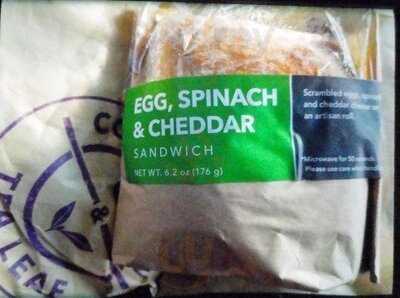 EGG, SPINACH
& CHEDDAR
SANDWICH
NET WT. 6.2 oz (176 g)
Scrambled eggs, spinach
and cheddar cheese on
an artisan roll.
*Microwave for 50 seconds.
Please use care when
CO
&
TEA LEAF